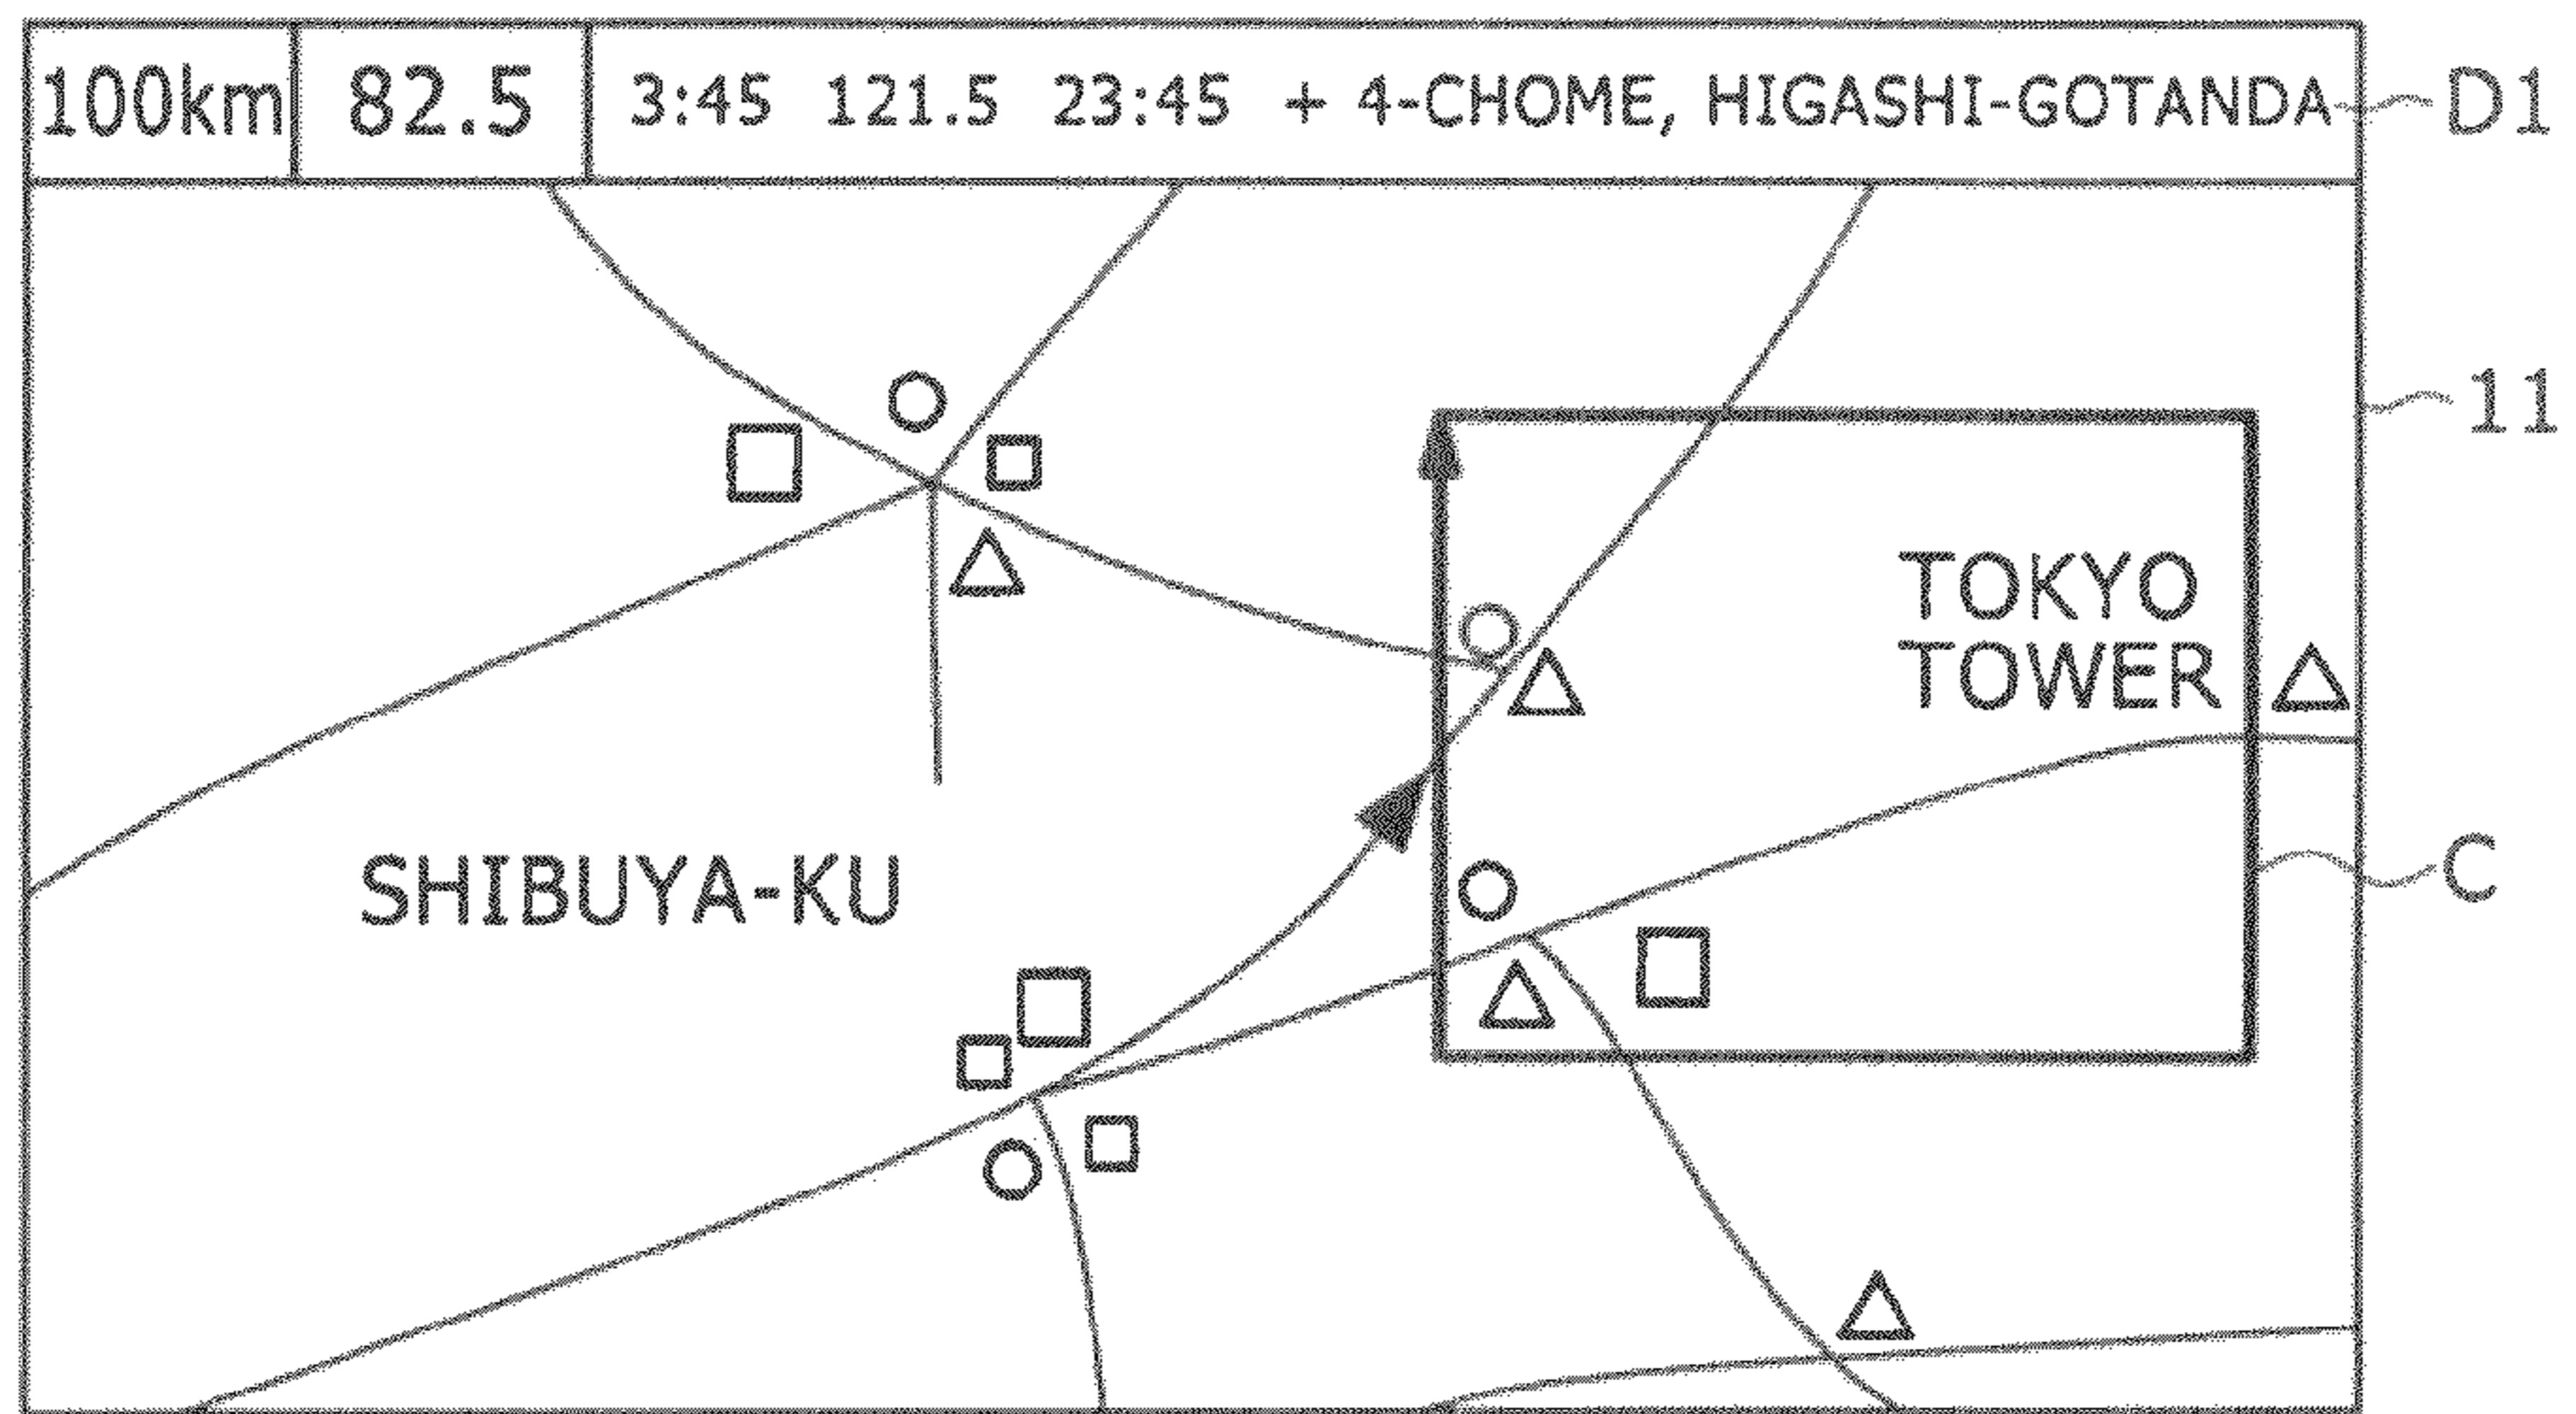 100km 82.5 3:45 121.5 23:45 + 4-CHOME, HIGASHI-GOTANDA D1
11
TOKYO
TOWER
SHIBUYA-KU
C